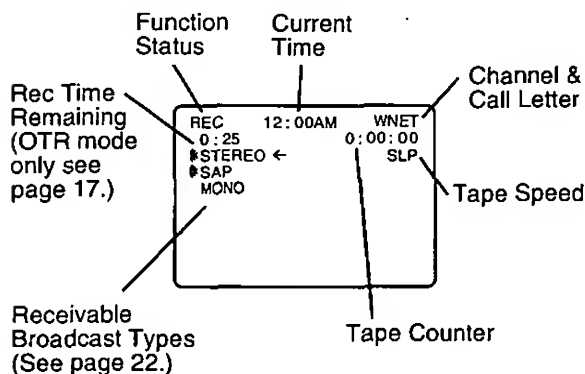 Function
Status
Current
Time
Channel &
Call Letter
Rec Time
Remaining
(OTR mode
only see
page 17.)
REC 12:00AM WNET
0:25 0:00:00
STEREO ← SLP
SAP
MONO
Tape Speed
Receivable
Broadcast Types
(See page 22.)
Tape Counter